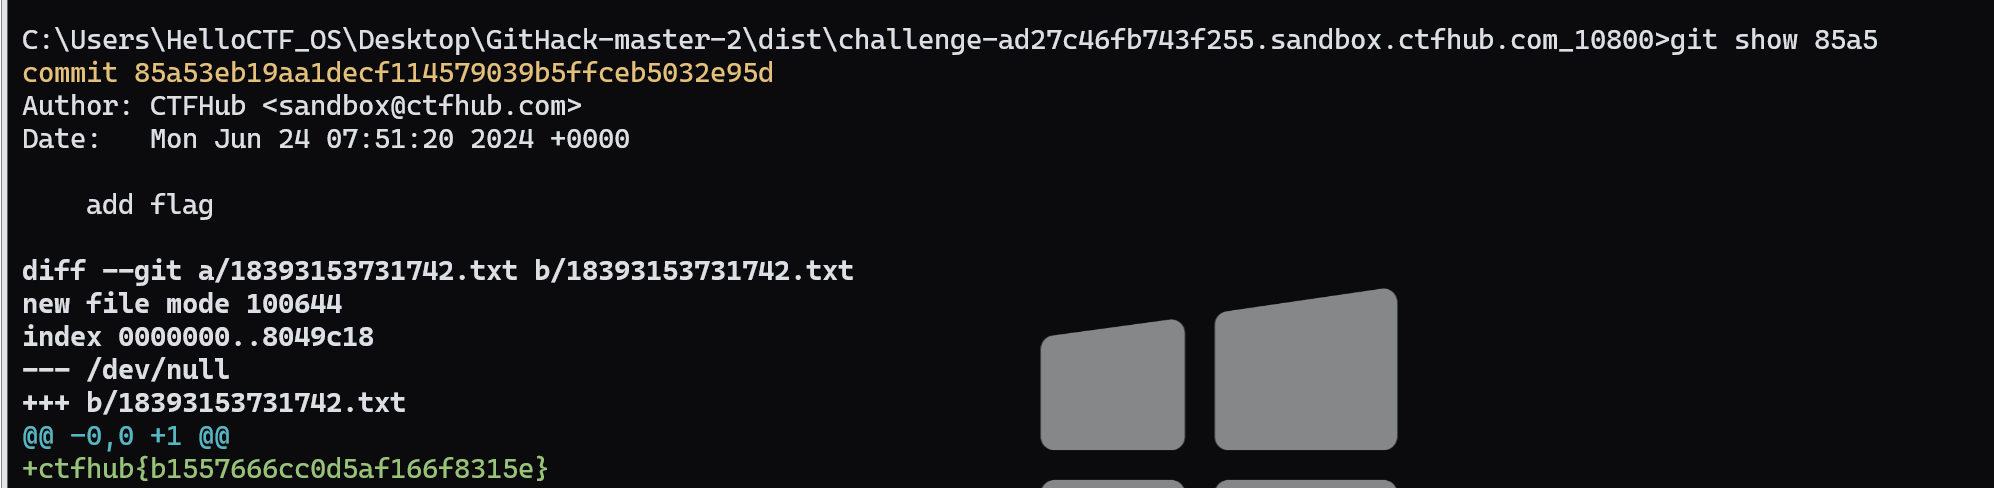 C:\Users\HelloCTF_OS\Desktop\GitHack-master-2\dist\challenge-ad27c46fb743f255.sandbox.ctfhub.com_10800>git show 85a5
commit 85a53eb19aa1decf114579039b5ffceb5032e95d
Author: CTFHub <sandbox@ctfhub.com>
Date:   Mon Jun 24 07:51:20 2024 +0000
    add flag
diff --git a/18393153731742.txt b/18393153731742.txt
new file mode 100644
index 0000000..8049c18
--- /dev/null
+++ b/18393153731742.txt
@@ -0,0 +1 @@
+ctfhub{b1557666cc0d5af166f8315e}